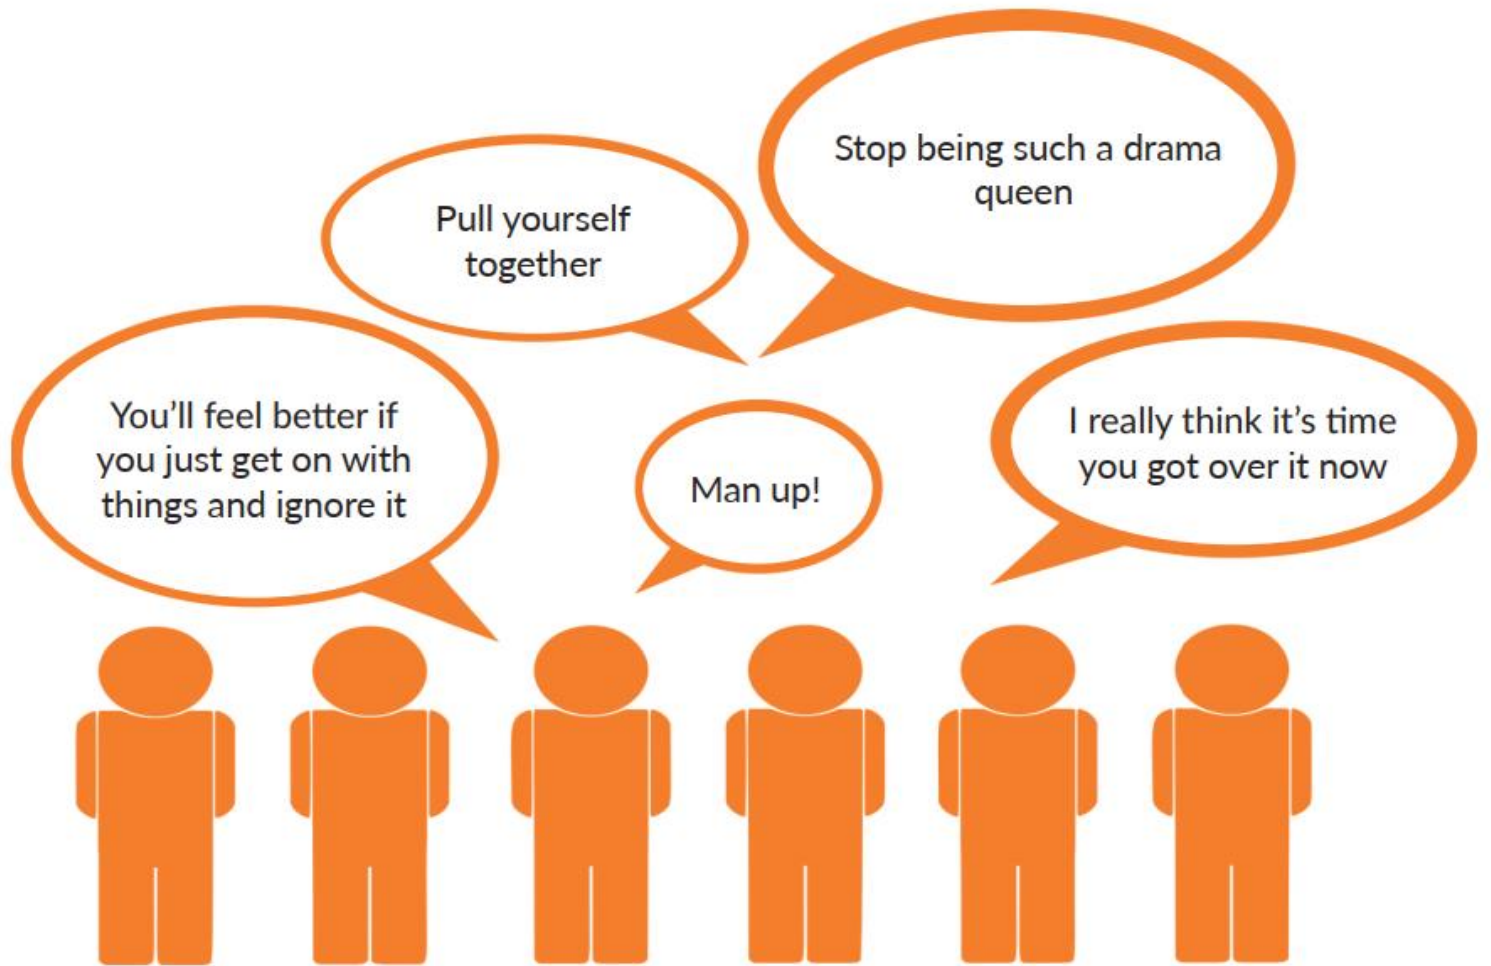 Stop being such a drama
queen
Pull yourself
together
You’ll feel better if
you just get on with
things and ignore it
Man up!
I really think it’s time
you got over it now